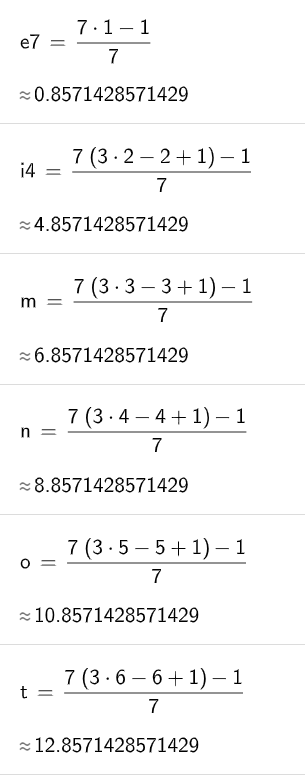 e7 = (7 · 1 − 1)/7
≈ 0.8571428571429
i4 = (7 (3 · 2 − 2 + 1) − 1)/7
≈ 4.8571428571429
m = (7 (3 · 3 − 3 + 1) − 1)/7
≈ 6.8571428571429
n = (7 (3 · 4 − 4 + 1) − 1)/7
≈ 8.8571428571429
o = (7 (3 · 5 − 5 + 1) − 1)/7
≈ 10.8571428571429
t = (7 (3 · 6 − 6 + 1) − 1)/7
≈ 12.8571428571429